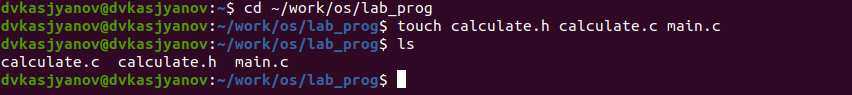 dvkasjyanov@dvkasjyanov:~$ cd ~/work/os/lab_prog
dvkasjyanov@dvkasjyanov:~/work/os/lab_prog$ touch calculate.h calculate.c main.c
dvkasjyanov@dvkasjyanov:~/work/os/lab_prog$ ls
calculate.c  calculate.h  main.c
dvkasjyanov@dvkasjyanov:~/work/os/lab_prog$